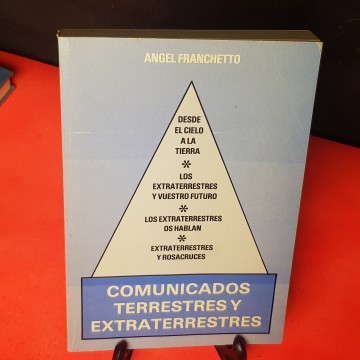 ANGEL FRANCHETTO
DESDE
EL CIELO
A LA
TIERRA
*
LOS
EXTRATERRESTRES
Y VUESTRO FUTURO
*
LOS EXTRATERRESTRES
OS HABLAN
*
EXTRATERRESTRES
Y ROSACRUCES
COMUNICADOS
TERRESTRES Y
EXTRATERRESTRES